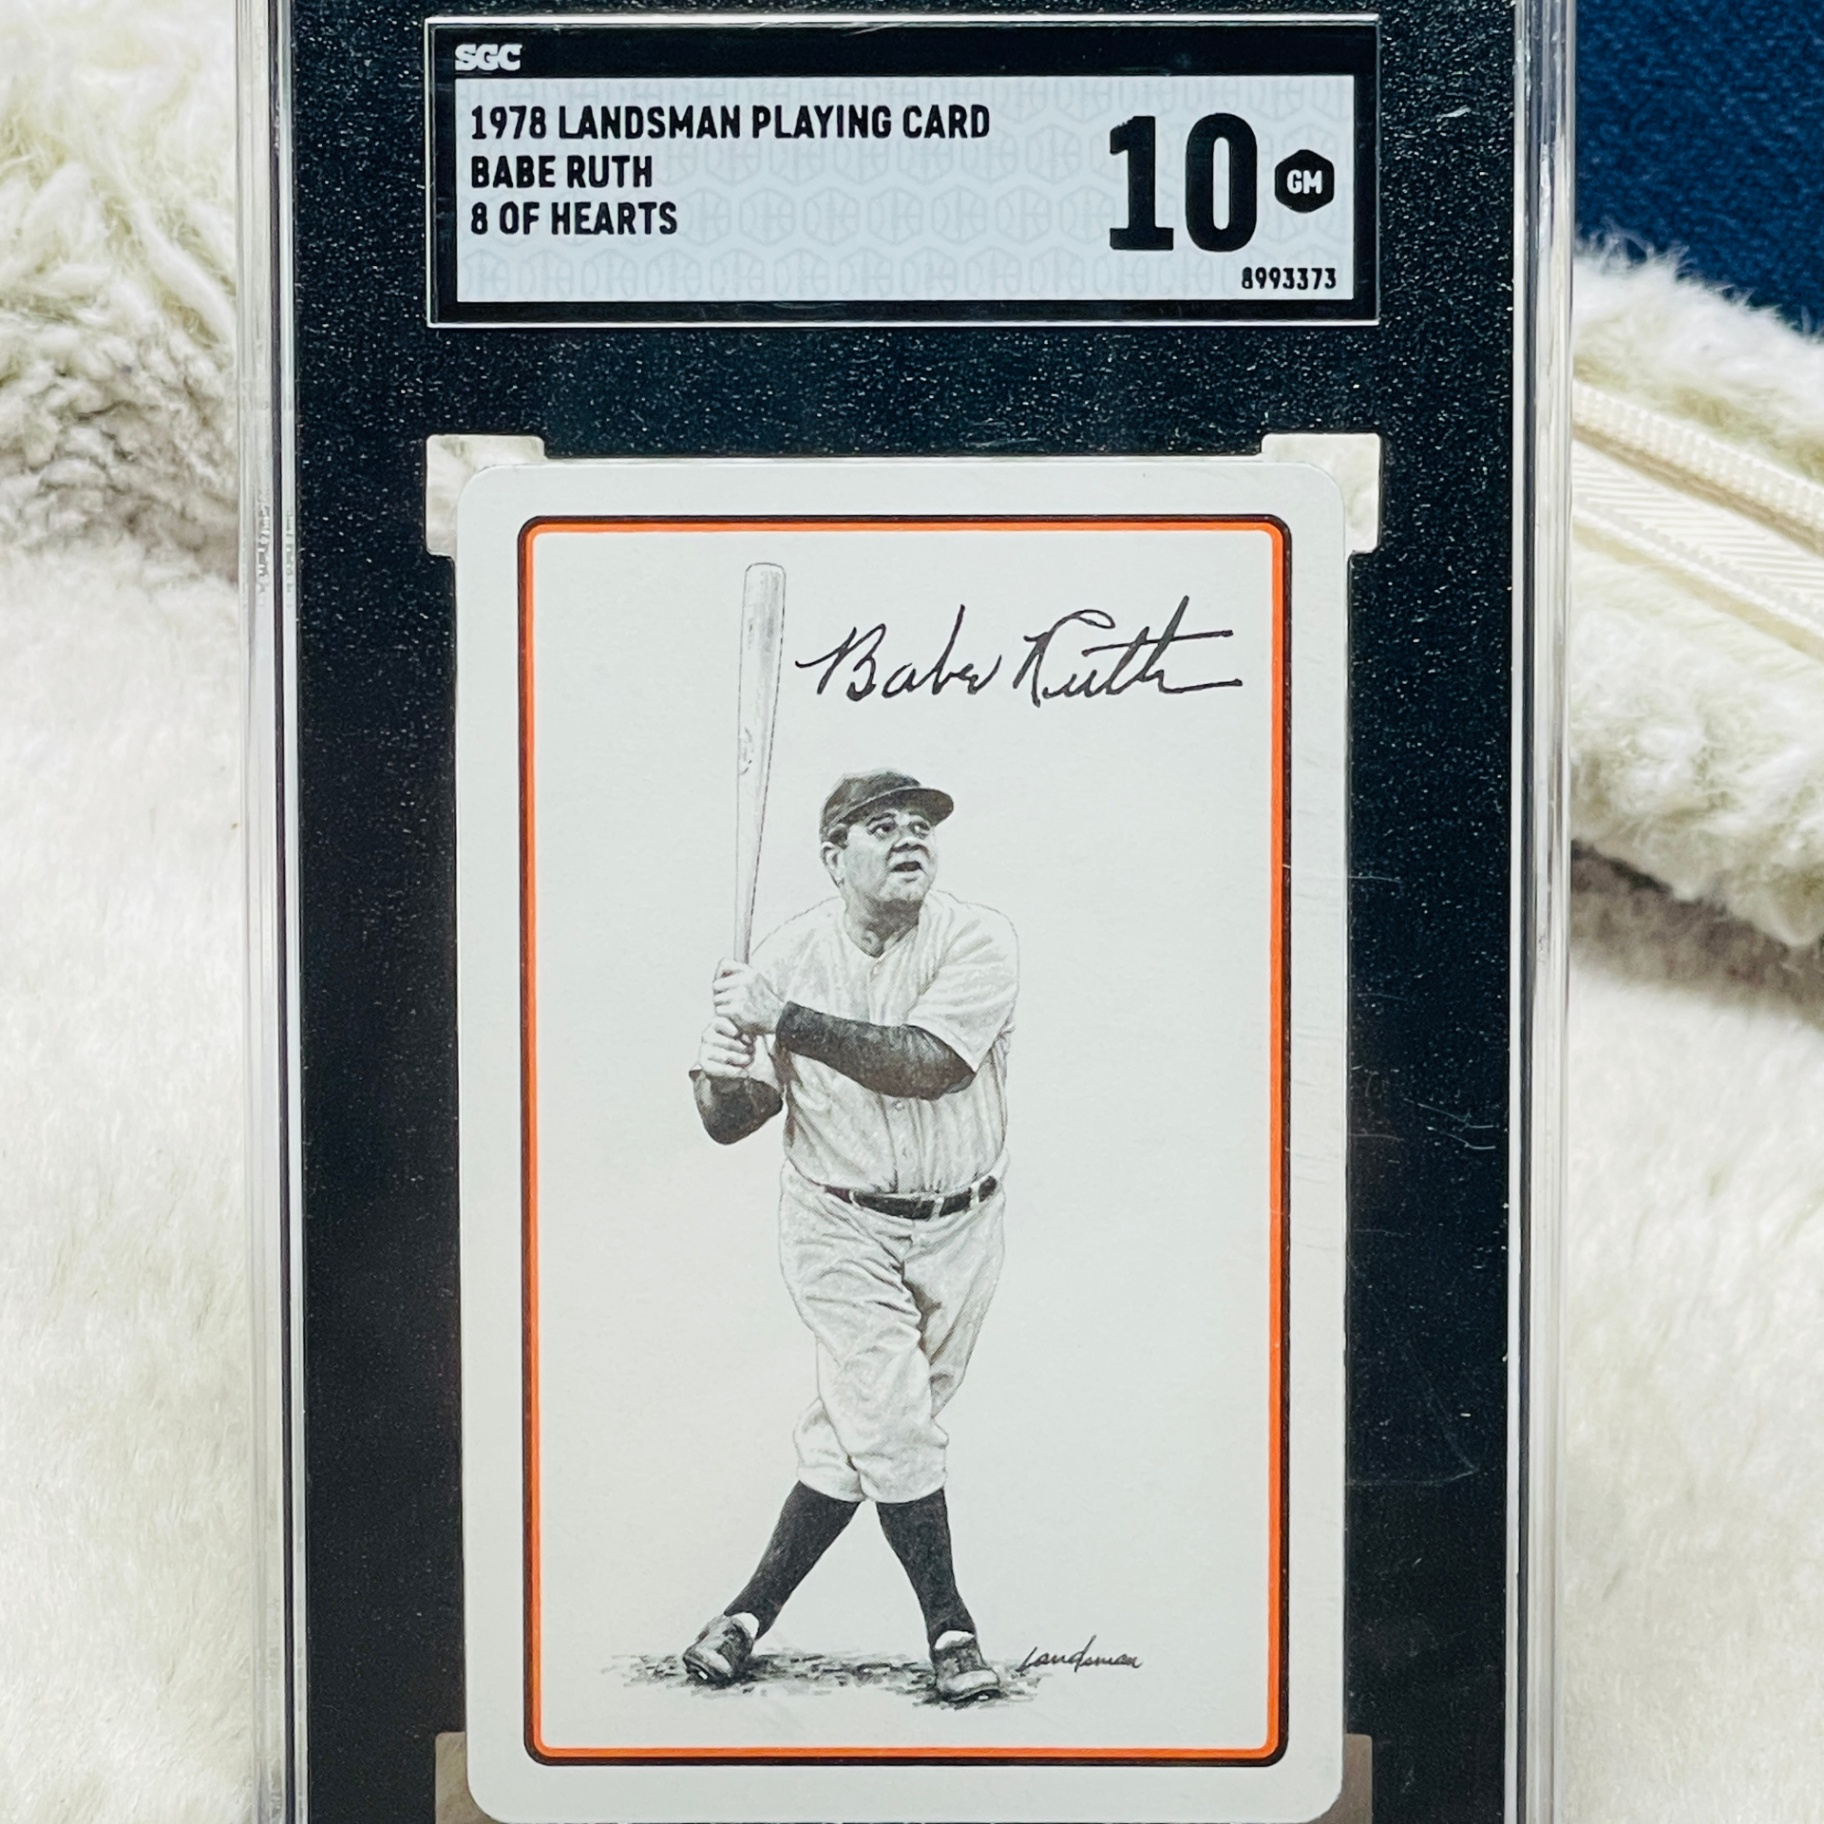 SGC
1978 LANDSMAN PLAYING CARD
BABE RUTH
8 OF HEARTS
10 GM
8993373
Babe Ruth
Landsman